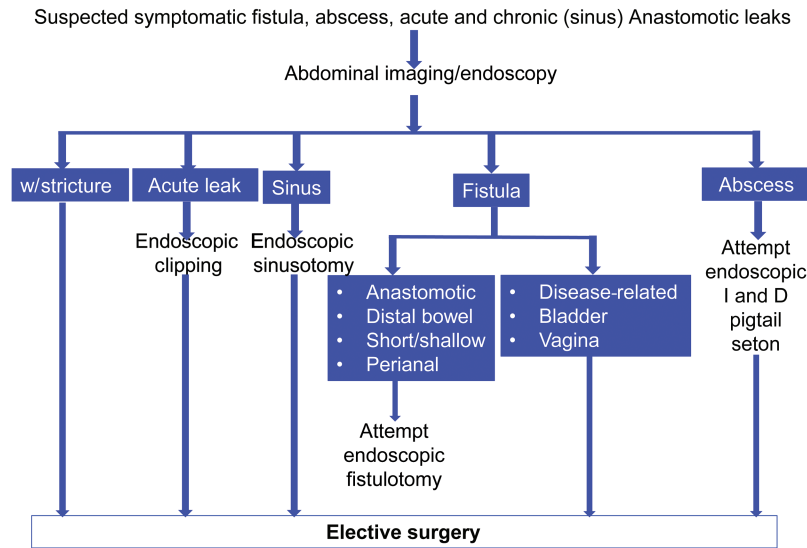 Suspected symptomatic fistula, abscess, acute and chronic (sinus) Anastomotic leaks
Abdominal imaging/endoscopy
w/stricture
Acute leak
Sinus
Fistula
Abscess
Endoscopic
clipping
Endoscopic
sinusotomy
Attempt
endoscopic
I and D
pigtail
seton
• Anastomotic
• Distal bowel
• Short/shallow
• Perianal
• Disease-related
• Bladder
• Vagina
Attempt
endoscopic
fistulotomy
Elective surgery